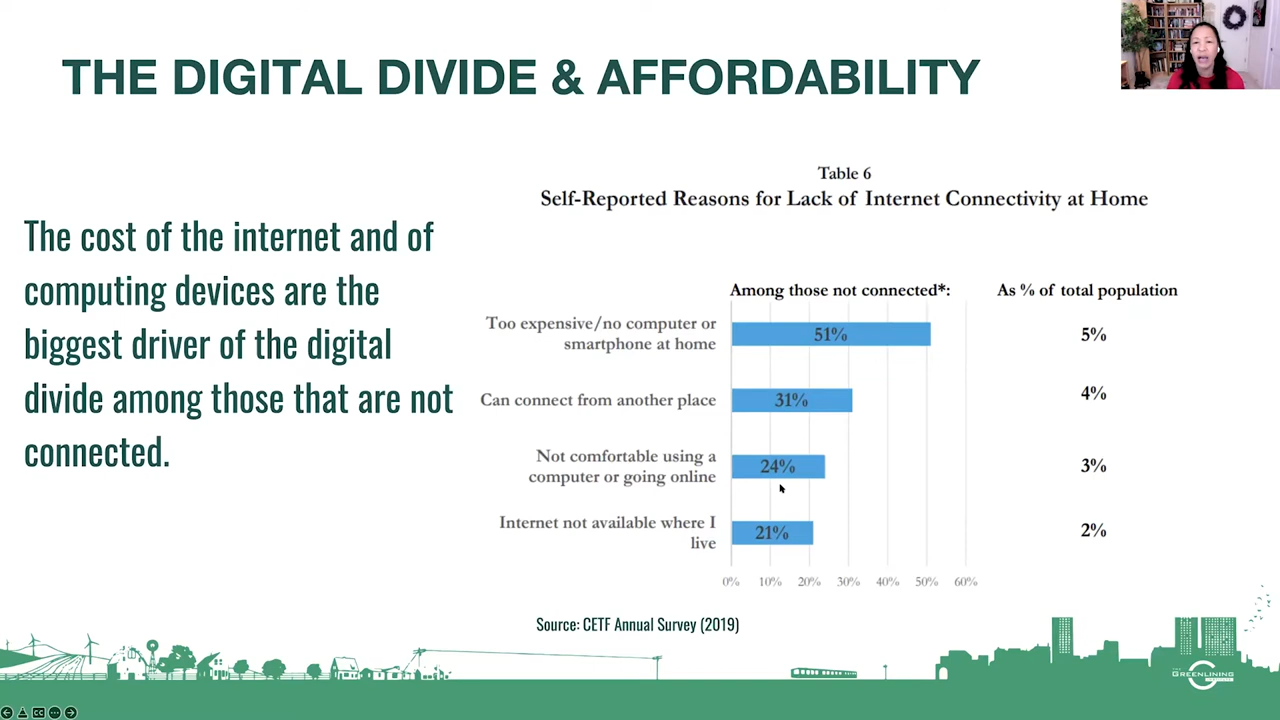 THE DIGITAL DIVIDE & AFFORDABILITY
The cost of the internet and of
computing devices are the
biggest driver of the digital
divide among those that are not
connected.
Table 6
Self-Reported Reasons for Lack of Internet Connectivity at Home
Among those not connected*:
As % of total population
Too expensive/no computer or
smartphone at home
51%
5%
Can connect from another place
31%
4%
Not comfortable using a
computer or going online
24%
3%
Internet not available where I
live
21%
2%
0% 10% 20% 30% 40% 50% 60%
Source: CETF Annual Survey (2019)
THE
GREENLINING
INSTITUTE